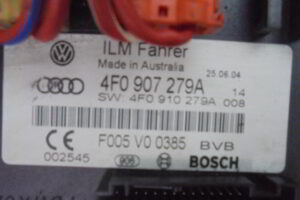 ILM Fahrer
Made in Australia
25.06.04
4F0 907 279A 14
SW: 4F0 910 279A 008
F005 V0 0385 BVB
002545 BOSCH